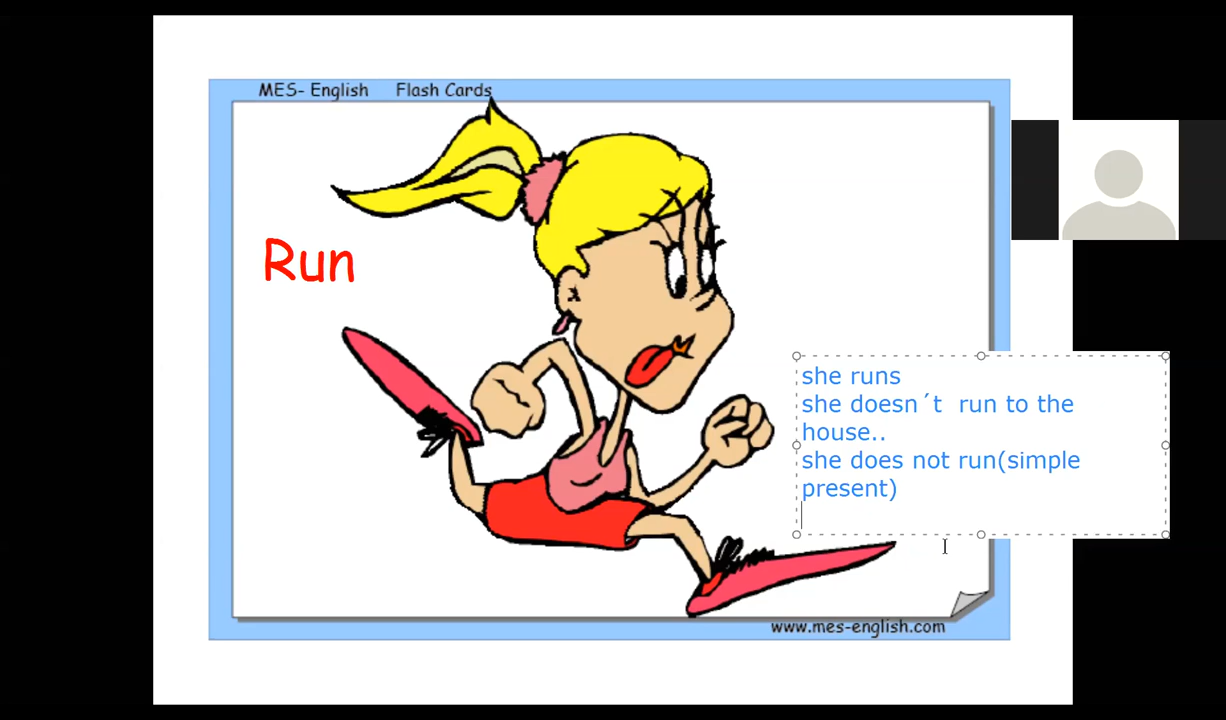 MES- English Flash Cards
Run
she runs
she doesn´t  run to the
house..
she does not run(simple
present)
www.mes-english.com